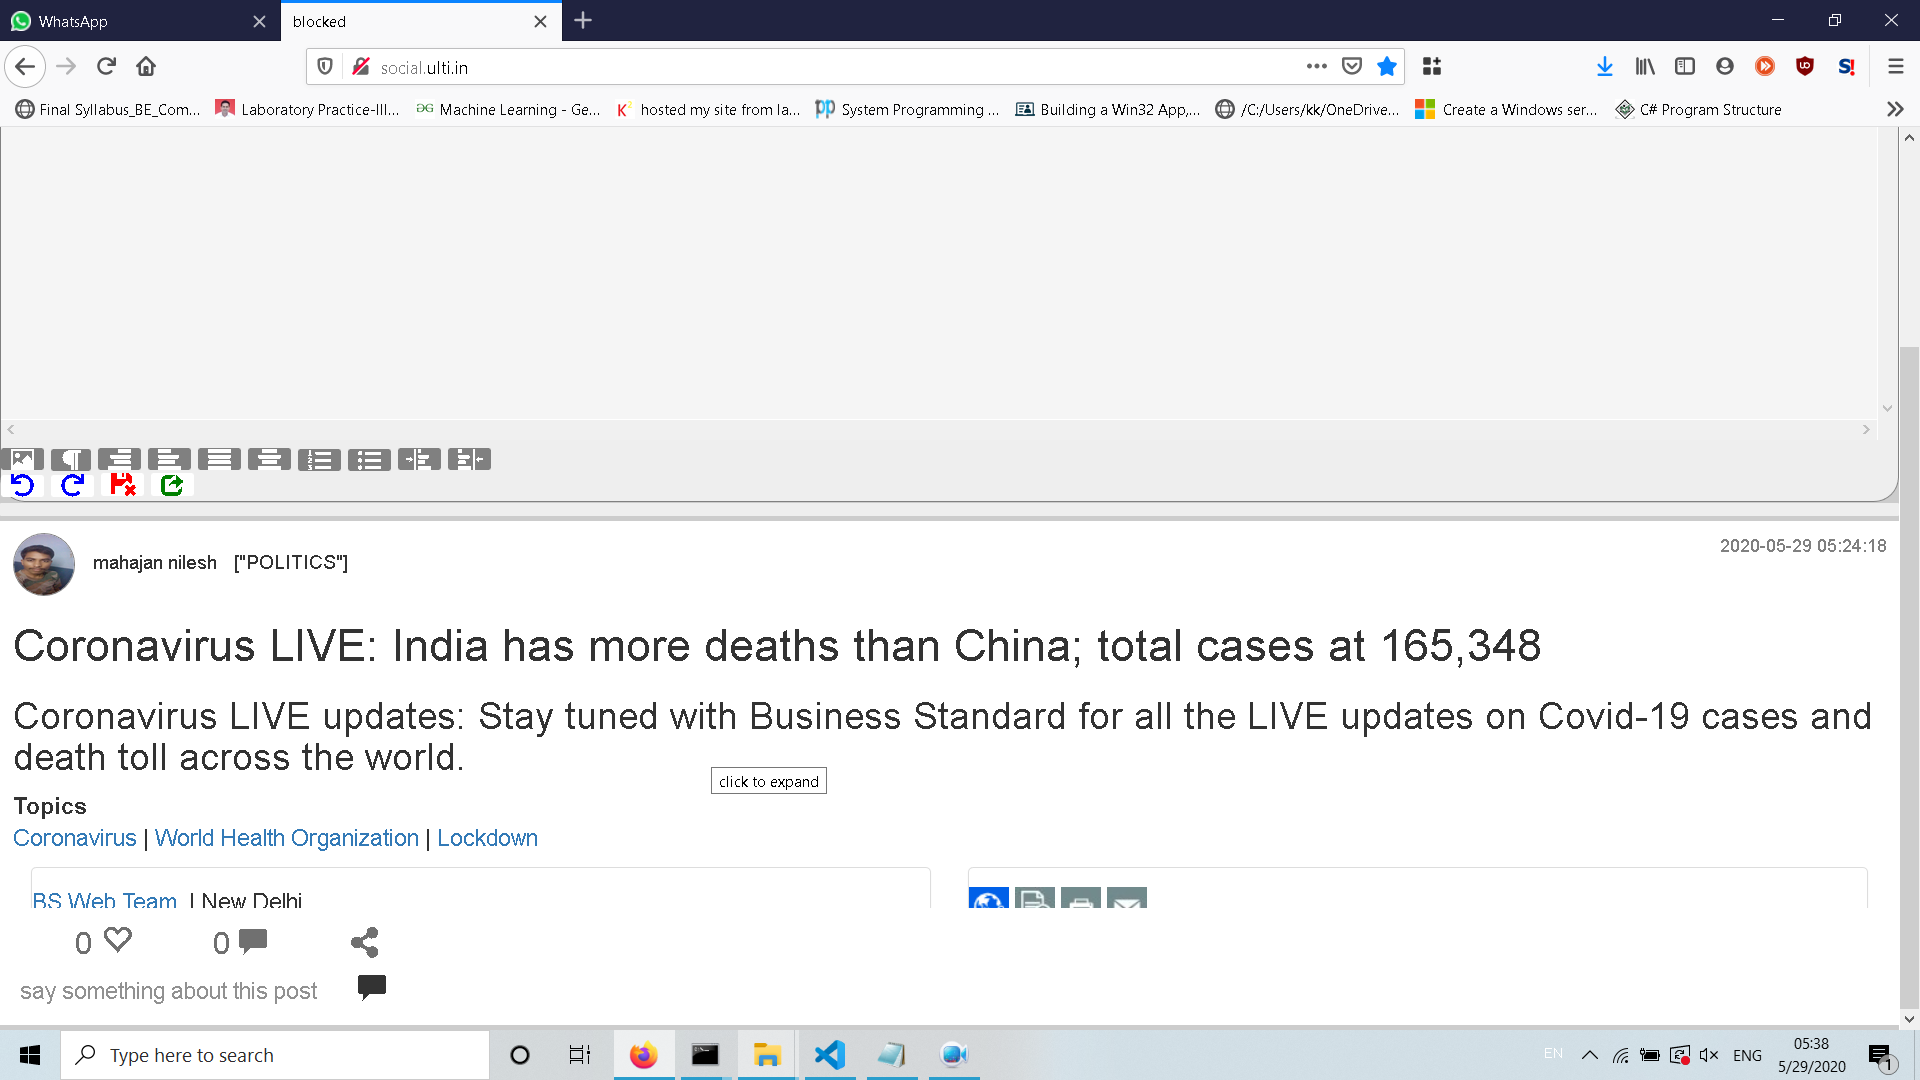 WhatsApp
blocked
social.ulti.in
Final Syllabus_BE_Com...
Laboratory Practice-III...
Machine Learning - Ge...
hosted my site from la...
System Programming ...
Building a Win32 App,...
/C:/Users/kk/OneDrive...
Create a Windows ser...
C# Program Structure
mahajan nilesh ["POLITICS"]
2020-05-29 05:24:18
Coronavirus LIVE: India has more deaths than China; total cases at 165,348
Coronavirus LIVE updates: Stay tuned with Business Standard for all the LIVE updates on Covid-19 cases and
death toll across the world.
click to expand
Topics
Coronavirus | World Health Organization | Lockdown
BS Web Team | New Delhi
0
0
say something about this post
Type here to search
EN
ENG
05:38
5/29/2020
1